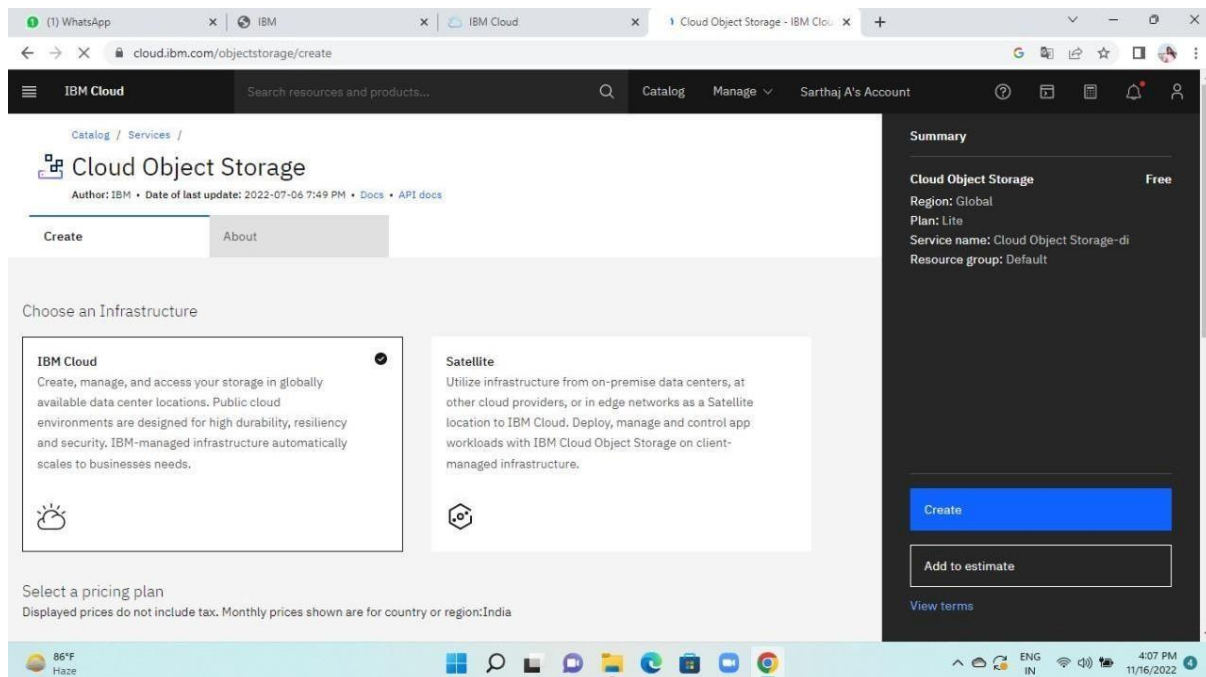 (1) WhatsApp
IBM
IBM Cloud
Cloud Object Storage - IBM Clou
cloud.ibm.com/objectstorage/create
IBM Cloud
Search resources and products...
Catalog
Manage
Sarthaj A's Account
Catalog / Services /
Cloud Object Storage
Author: IBM • Date of last update: 2022-07-06 7:49 PM • Docs • API docs
Create
About
Choose an Infrastructure
IBM Cloud
Create, manage, and access your storage in globally
available data center locations. Public cloud
environments are designed for high durability, resiliency
and security. IBM-managed infrastructure automatically
scales to businesses needs.
Satellite
Utilize infrastructure from on-premise data centers, at
other cloud providers, or in edge networks as a Satellite
location to IBM Cloud. Deploy, manage and control app
workloads with IBM Cloud Object Storage on client-
managed infrastructure.
Select a pricing plan
Displayed prices do not include tax. Monthly prices shown are for country or region:India
Summary
Cloud Object Storage Free
Region: Global
Plan: Lite
Service name: Cloud Object Storage-di
Resource group: Default
Create
Add to estimate
View terms
86°F
Haze
ENG
IN
4:07 PM
11/16/2022
4